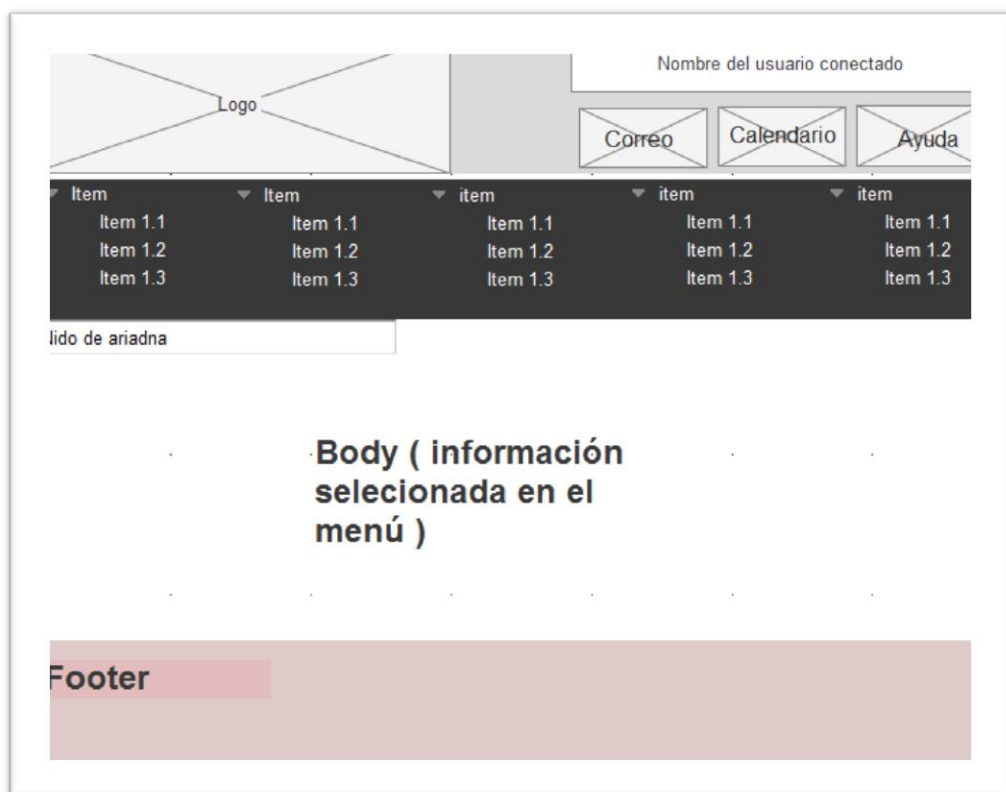 Nombre del usuario conectado
Logo
Correo Calendario Ayuda
Item Item item item item
Item 1.1 Item 1.1 Item 1.1 Item 1.1 Item 1.1
Item 1.2 Item 1.2 Item 1.2 Item 1.2 Item 1.2
Item 1.3 Item 1.3 Item 1.3 Item 1.3 Item 1.3
de ariadna
Body ( información
selecionada en el
menú )
Footer